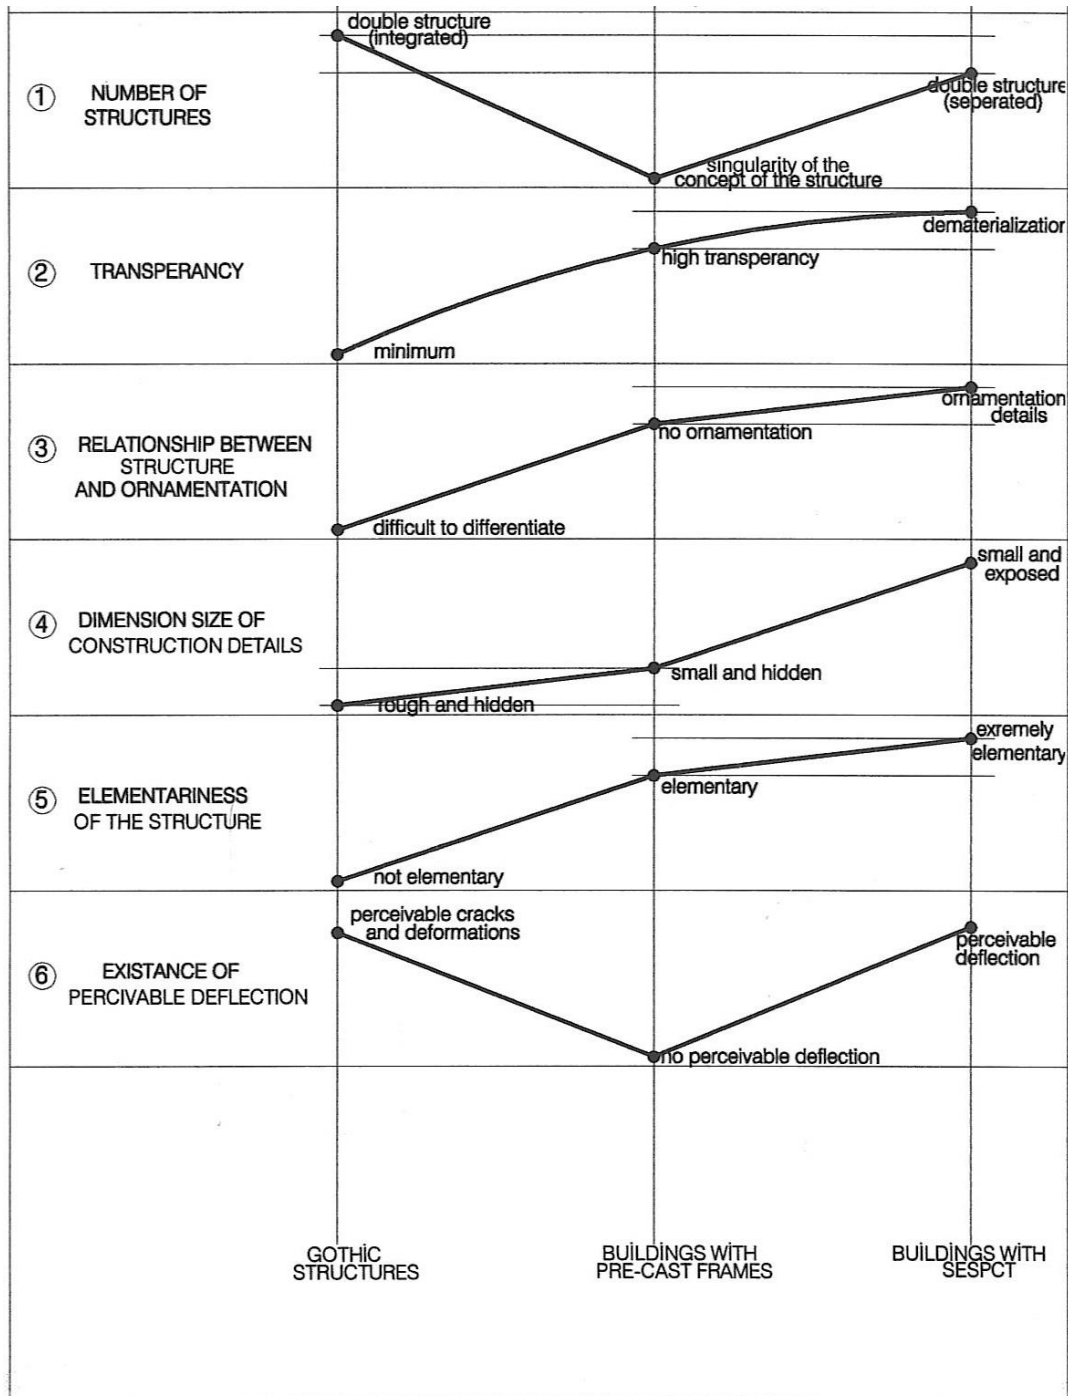 double structure
(integrated)
①
NUMBER OF
STRUCTURES
double structure
(seperated)
singularity of the
concept of the structure
②
TRANSPERANCY
dematerialization
high transperancy
minimum
③
RELATIONSHIP BETWEEN
STRUCTURE
AND ORNAMENTATION
ornamentation
details
no ornamentation
difficult to differentiate
④
DIMENSION SIZE OF
CONSTRUCTION DETAILS
small and
exposed
small and hidden
rough and hidden
⑤
ELEMENTARINESS
OF THE STRUCTURE
exremely
elementary
elementary
not elementary
⑥
EXISTANCE OF
PERCIVABLE DEFLECTION
perceivable cracks
and deformations
perceivable
deflection
no perceivable deflection
GOTHİC
STRUCTURES
BUİLDİNGS WİTH
PRE-CAST FRAMES
BUİLDİNGS WİTH
SESPCT